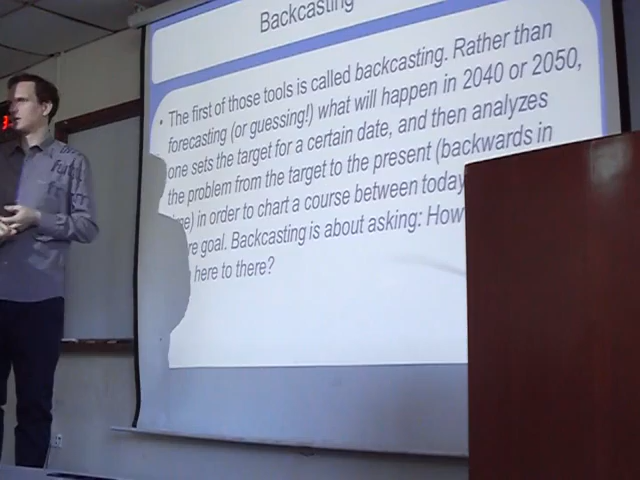 Backcasting
• The first of those tools is called backcasting. Rather than
forecasting (or guessing!) what will happen in 2040 or 2050,
one sets the target for a certain date, and then analyzes
the problem from the target to the present (backwards in
) in order to chart a course between today
goal. Backcasting is about asking: How
here to there?